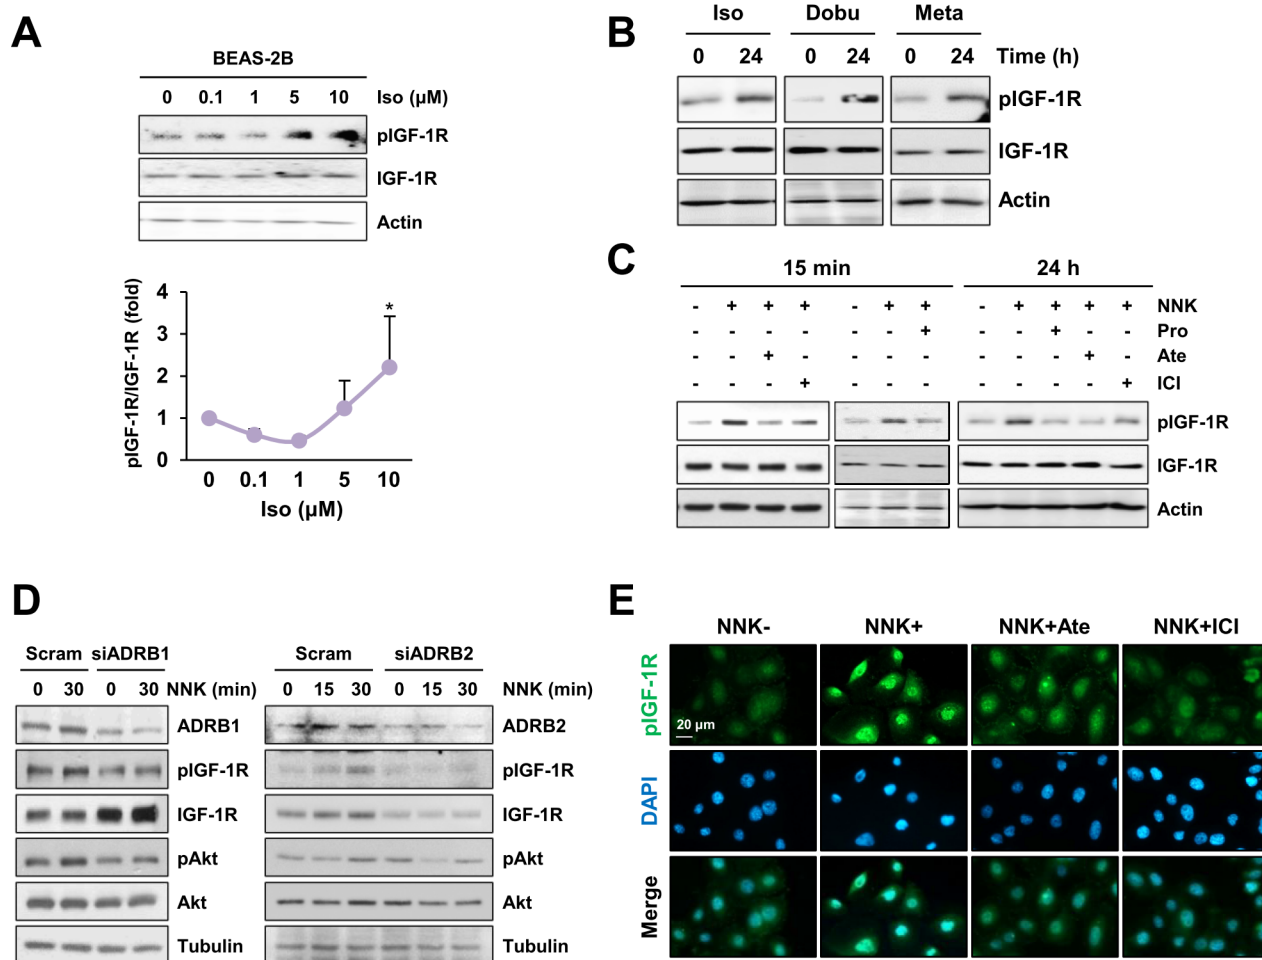 A
BEAS-2B
0 0.1 1 5 10 Iso (µM)
pIGF-1R
IGF-1R
Actin
pIGF-1R/IGF-1R (fold)
4
3
2
1
0
*
0 0.1 1 5 10
Iso (µM)
B
Iso Dobu Meta
0 24 0 24 0 24 Time (h)
pIGF-1R
IGF-1R
Actin
C
15 min 24 h
- + + + - + + - + + + + NNK
- - - - - - + - - + - - Pro
- - + - - - - - - - + - Ate
- - - + - - - - - - - + ICI
pIGF-1R
IGF-1R
Actin
D
Scram siADRB1
0 30 0 30 NNK (min)
ADRB1
pIGF-1R
IGF-1R
pAkt
Akt
Tubulin
Scram siADRB2
0 15 30 0 15 30 NNK (min)
ADRB2
pIGF-1R
IGF-1R
pAkt
Akt
Tubulin
E
NNK- NNK+ NNK+Ate NNK+ICI
pIGF-1R
20 µm
DAPI
Merge